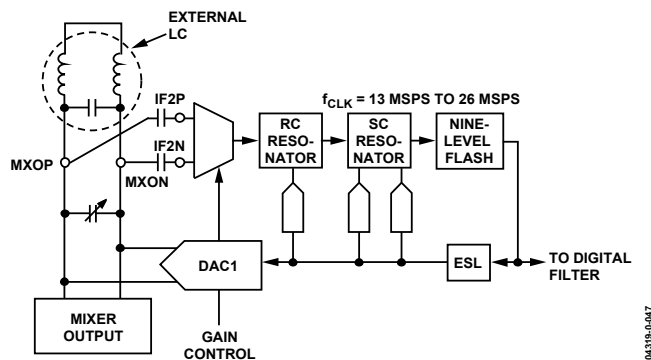 EXTERNAL
LC
IF2P
fCLK = 13 MSPS TO 26 MSPS
RC
RESO-
NATOR
SC
RESO-
NATOR
NINE-
LEVEL
FLASH
MXOP
IF2N
MXON
DAC1
ESL
TO DIGITAL
FILTER
MIXER
OUTPUT
GAIN
CONTROL
04319-0-047